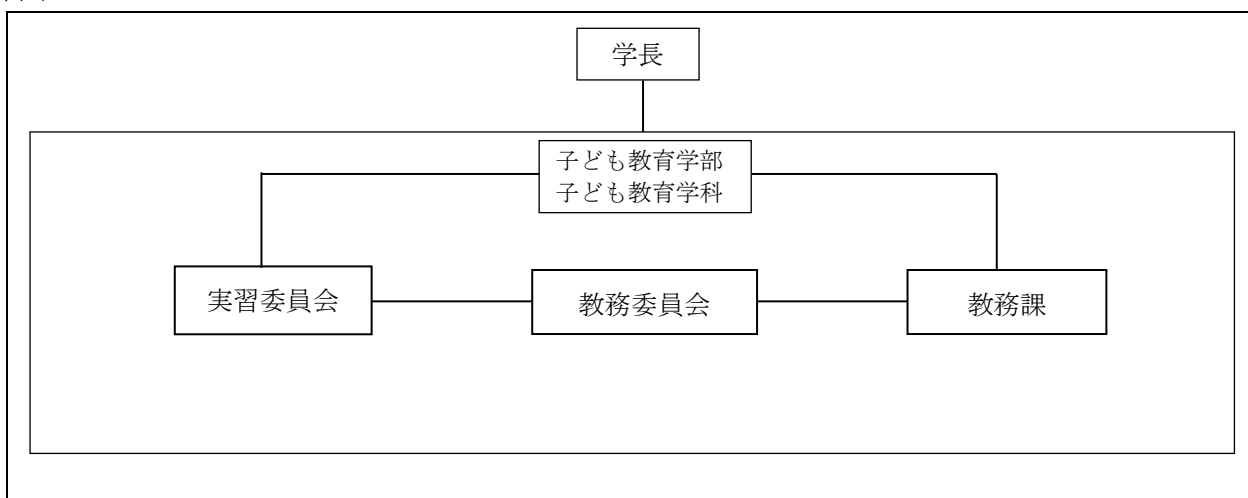 学長
子ども教育学部
子ども教育学科
実習委員会
教務委員会
教務課